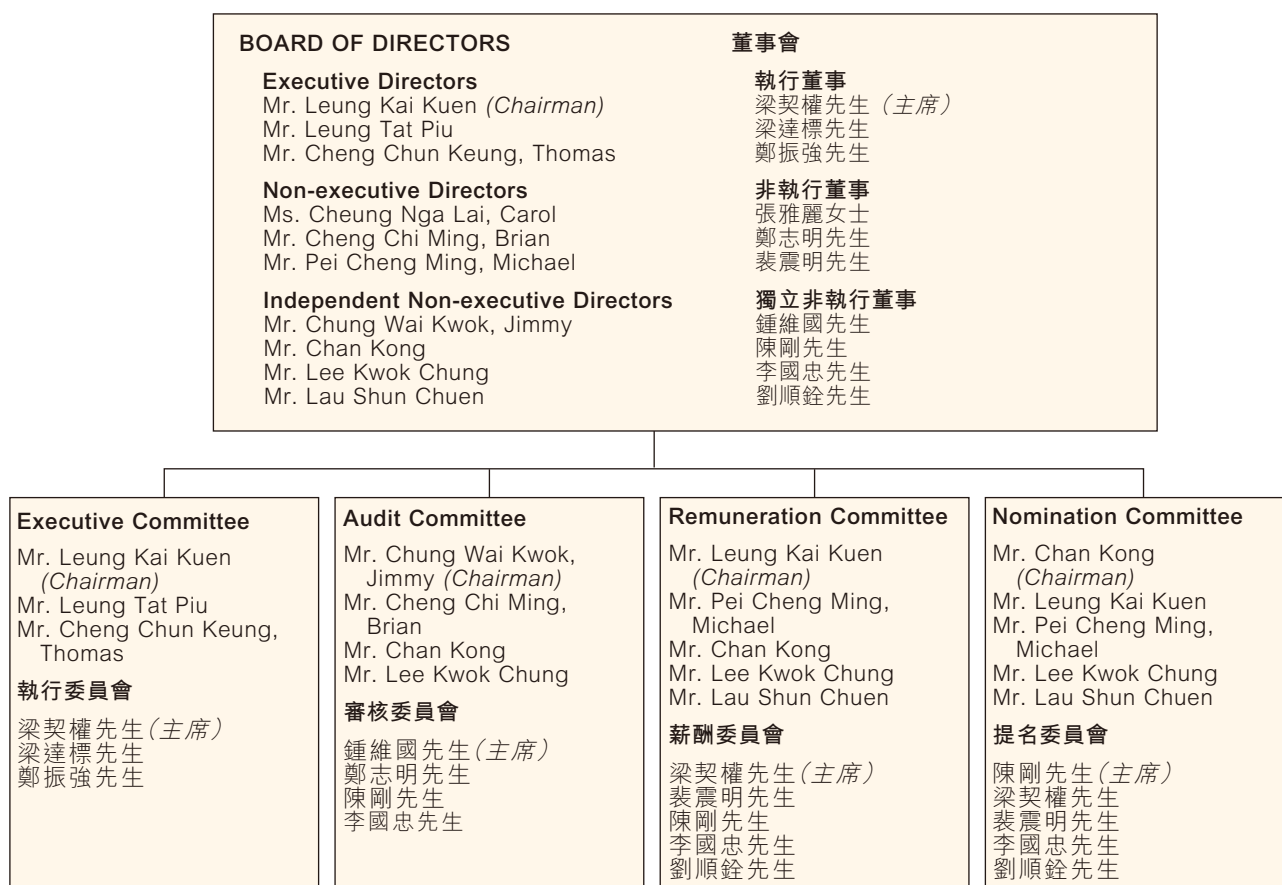 BOARD OF DIRECTORS 董事會
Executive Directors 執行董事
Mr. Leung Kai Kuen (Chairman) 梁契權先生（主席）
Mr. Leung Tat Piu 梁達標先生
Mr. Cheng Chun Keung, Thomas 鄭振強先生
Non-executive Directors 非執行董事
Ms. Cheung Nga Lai, Carol 張雅麗女士
Mr. Cheng Chi Ming, Brian 鄭志明先生
Mr. Pei Cheng Ming, Michael 裴震明先生
Independent Non-executive Directors 獨立非執行董事
Mr. Chung Wai Kwok, Jimmy 鍾維國先生
Mr. Chan Kong 陳剛先生
Mr. Lee Kwok Chung 李國忠先生
Mr. Lau Shun Chuen 劉順銓先生
Executive Committee
Mr. Leung Kai Kuen
(Chairman)
Mr. Leung Tat Piu
Mr. Cheng Chun Keung,
Thomas
執行委員會
梁契權先生（主席）
梁達標先生
鄭振強先生
Audit Committee
Mr. Chung Wai Kwok,
Jimmy (Chairman)
Mr. Cheng Chi Ming,
Brian
Mr. Chan Kong
Mr. Lee Kwok Chung
審核委員會
鍾維國先生（主席）
鄭志明先生
陳剛先生
李國忠先生
Remuneration Committee
Mr. Leung Kai Kuen
(Chairman)
Mr. Pei Cheng Ming,
Michael
Mr. Chan Kong
Mr. Lee Kwok Chung
Mr. Lau Shun Chuen
薪酬委員會
梁契權先生（主席）
裴震明先生
陳剛先生
李國忠先生
劉順銓先生
Nomination Committee
Mr. Chan Kong
(Chairman)
Mr. Leung Kai Kuen
Mr. Pei Cheng Ming,
Michael
Mr. Lee Kwok Chung
Mr. Lau Shun Chuen
提名委員會
陳剛先生（主席）
梁契權先生
裴震明先生
李國忠先生
劉順銓先生